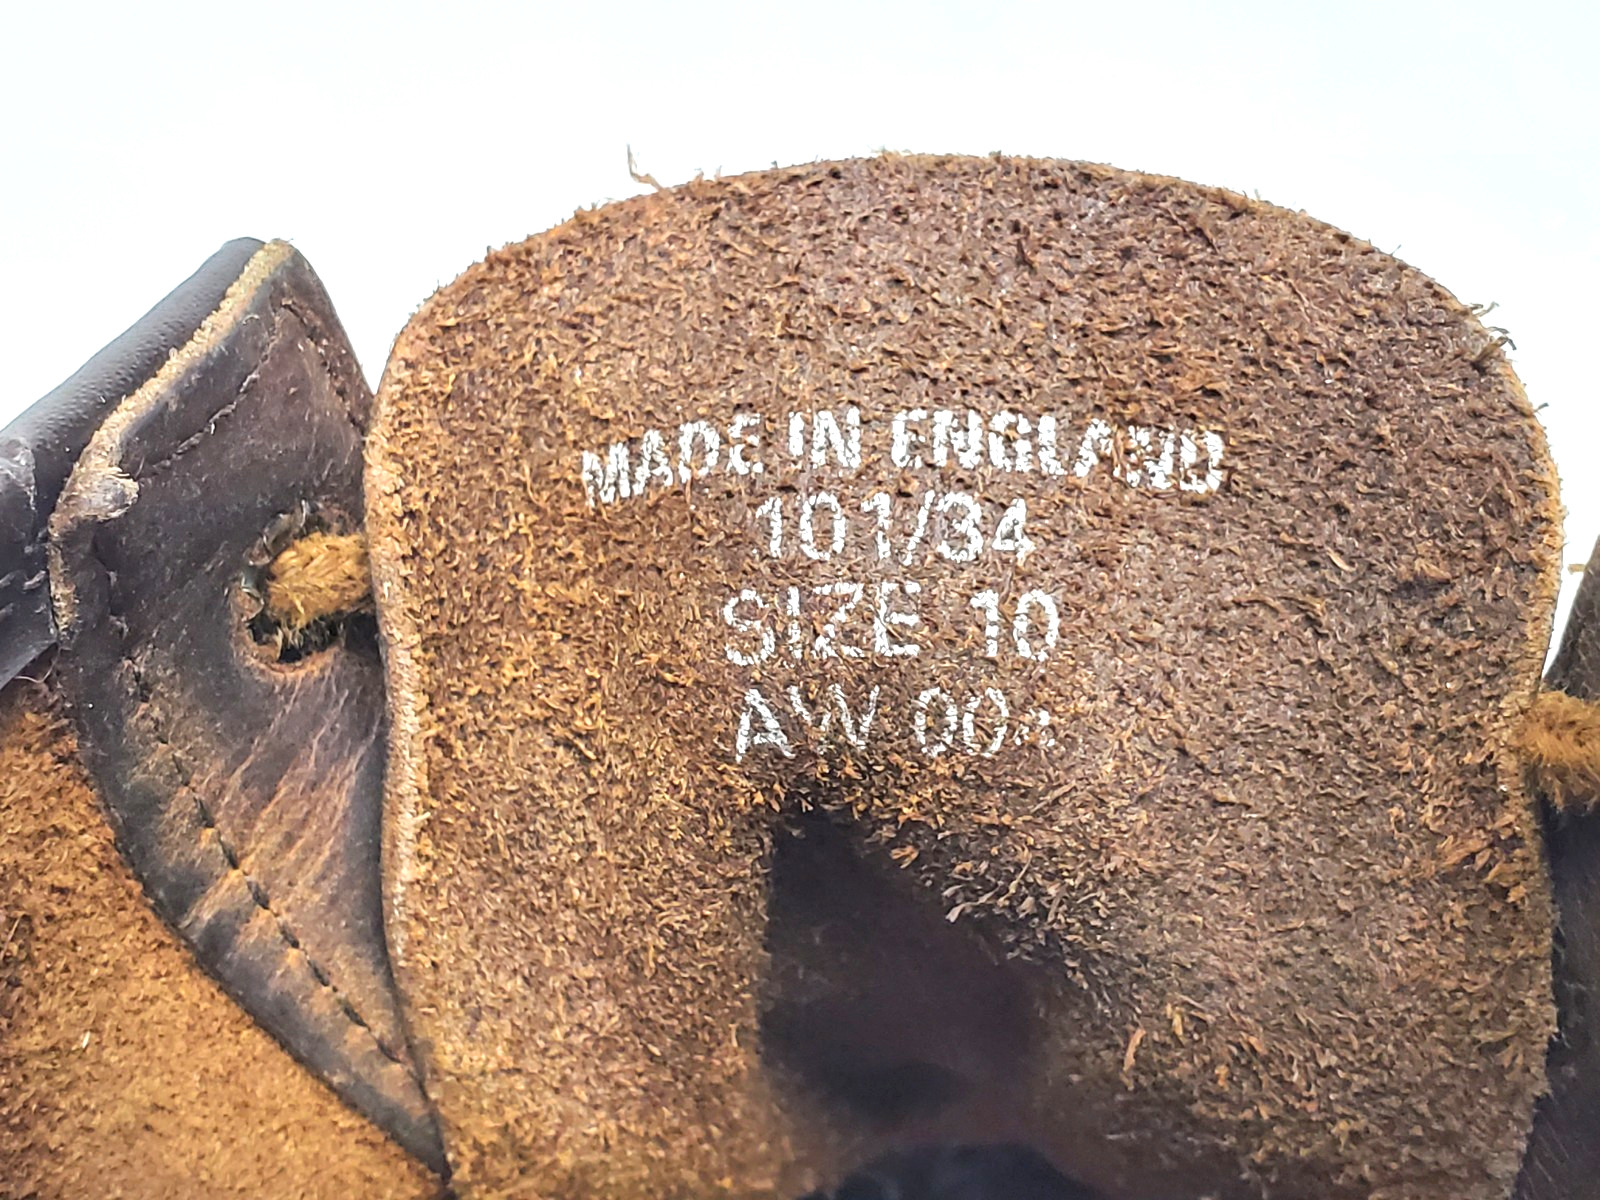 MADE IN ENGLAND
101/34
SIZE 10
AW 00